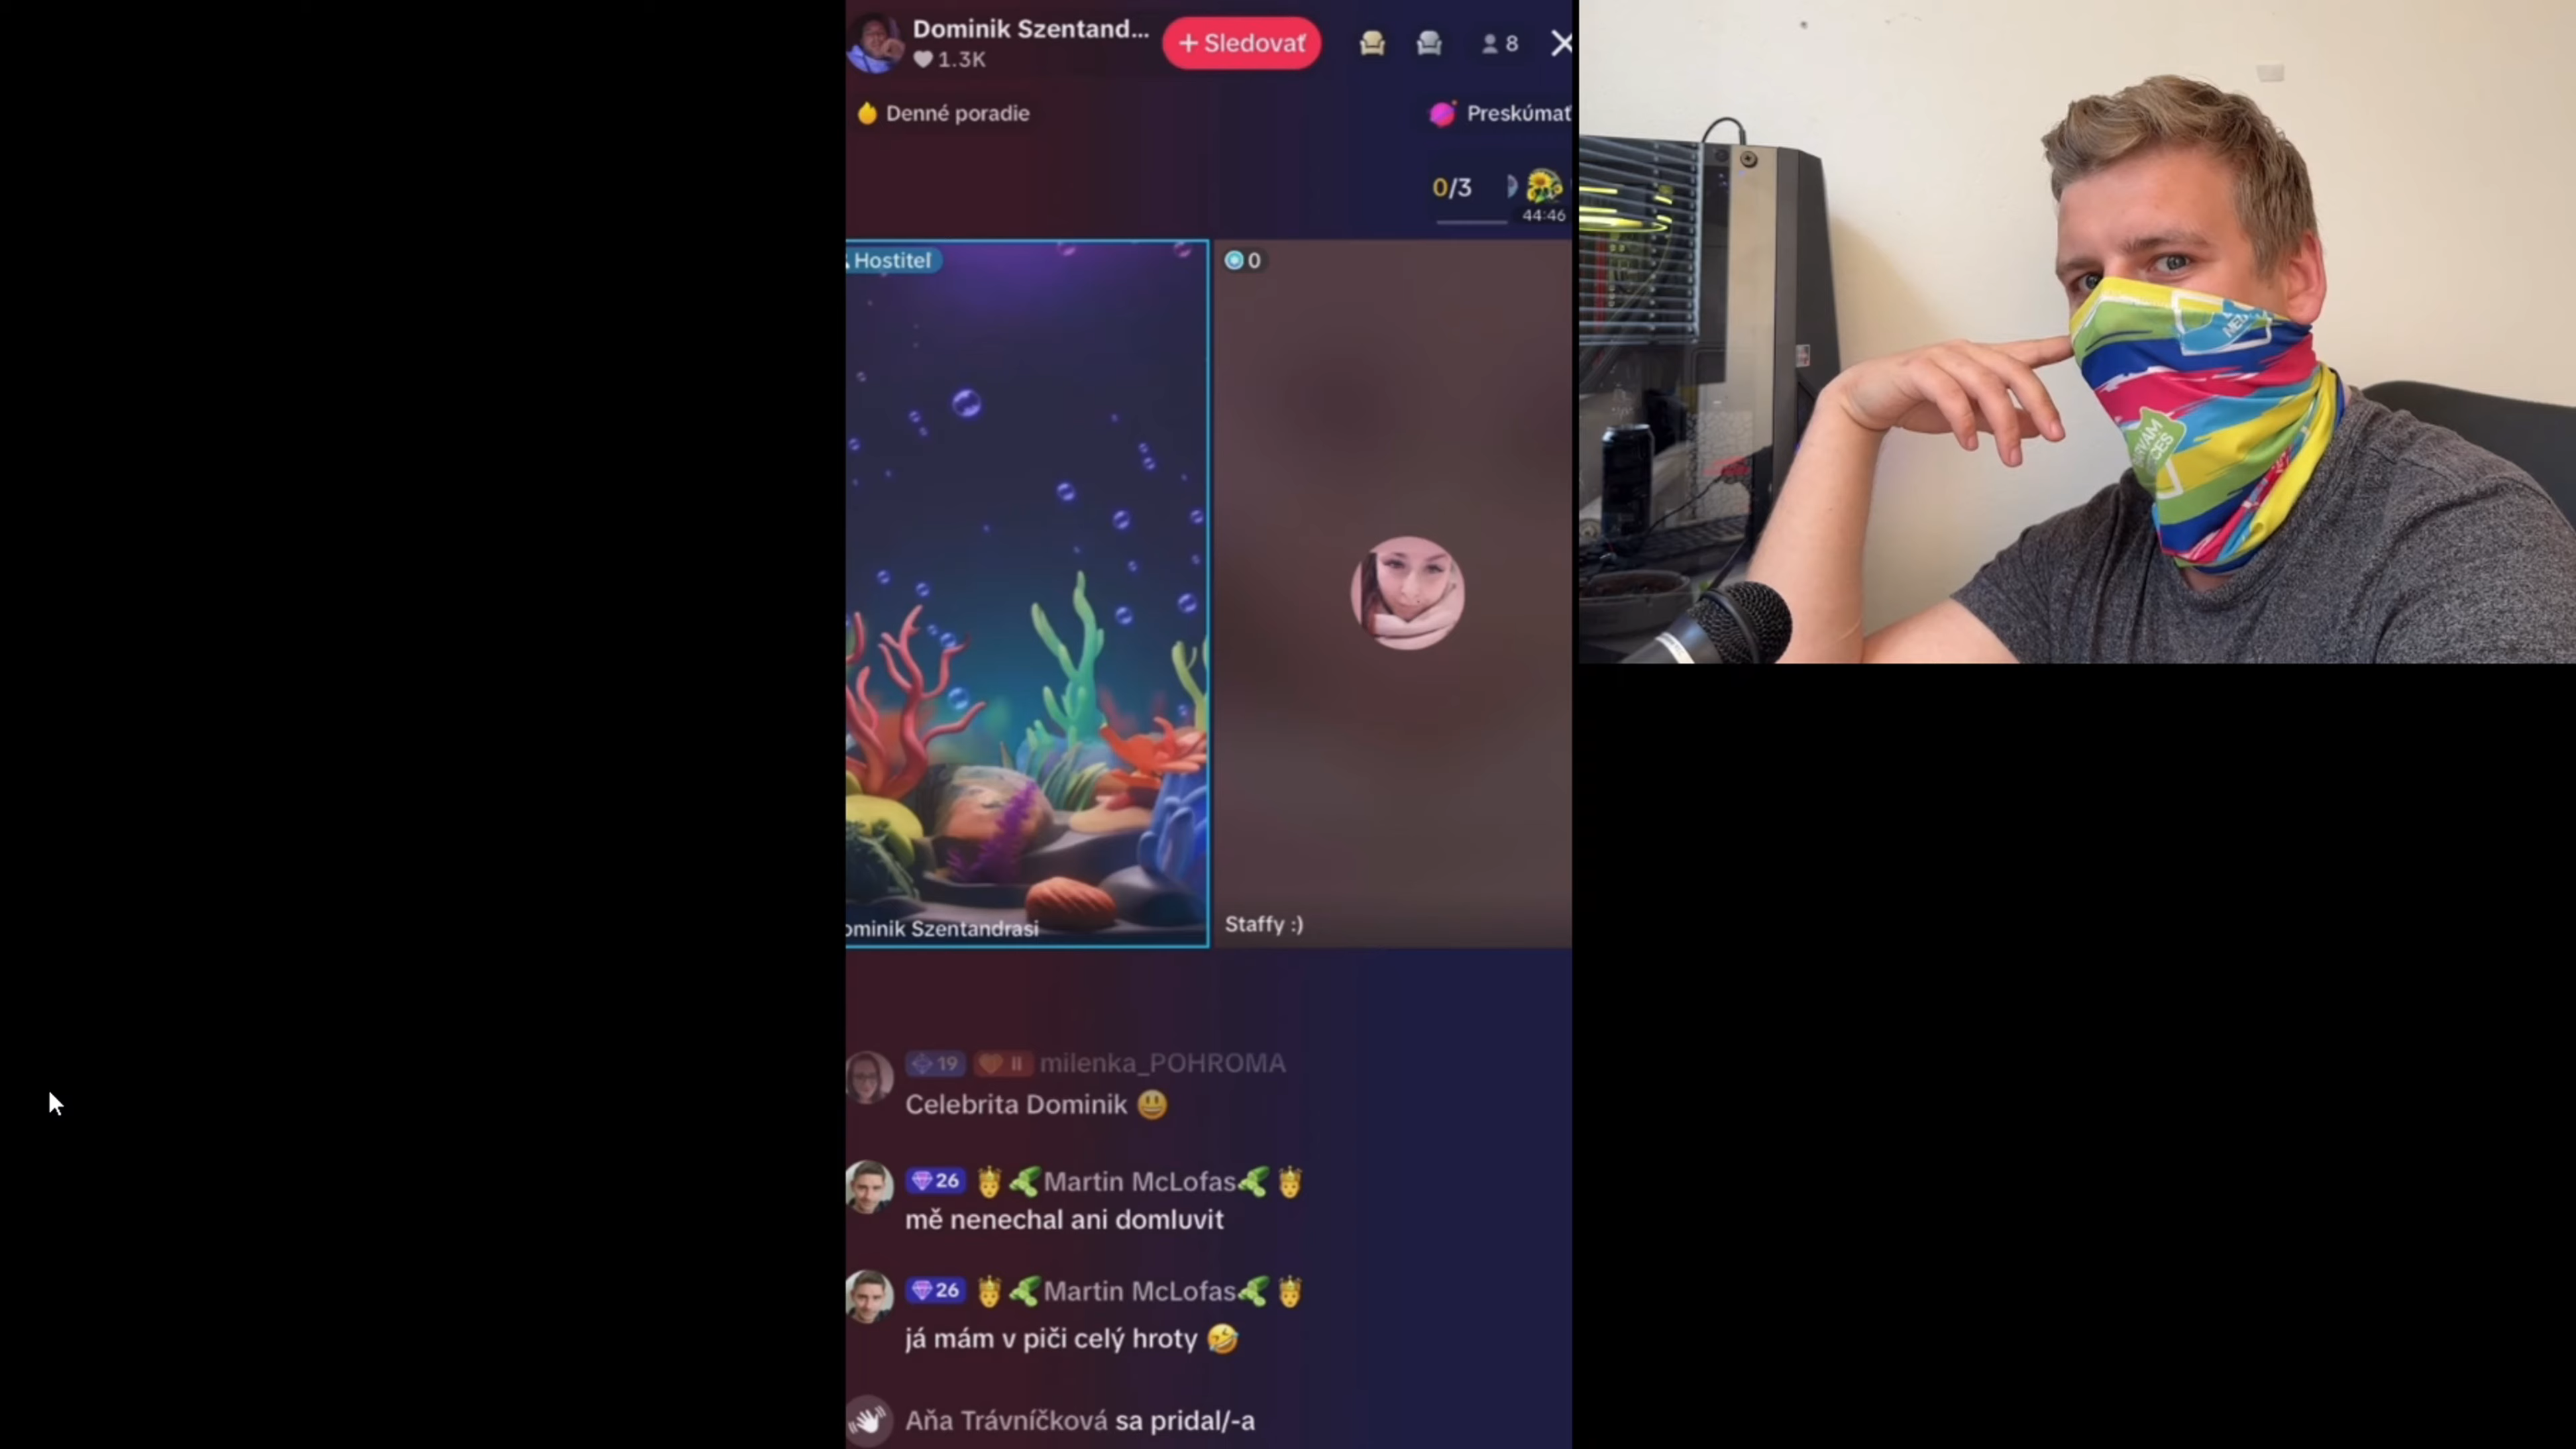 Dominik Szentand...
+ Sledovať
8
1.3K
Denné poradie
Preskúmať
0/3
44:46
Hostiteľ
0
ominik Szentandrasi
Staffy :)
19 II milenka_POHROMA
Celebrita Dominik 😃
26 🤴🥒Martin McLofas🥒🤴
mě nenechal ani domluvit
26 🤴🥒Martin McLofas🥒🤴
já mám v piči celý hroty 🤣
Aňa Trávníčková sa pridal/-a